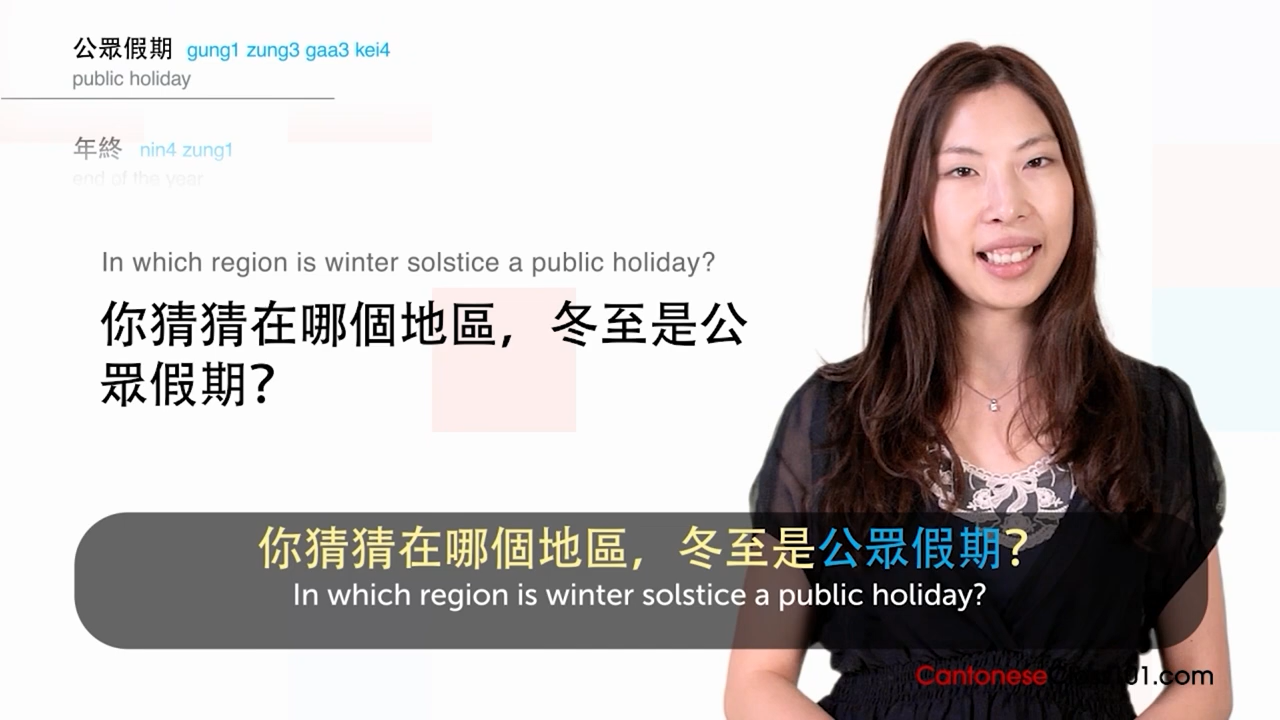 公眾假期 gung1 zung3 gaa3 kei4
public holiday
年終 nin4 zung1
end of the year
In which region is winter solstice a public holiday?
你猜猜在哪個地區，冬至是公
眾假期？
你猜猜在哪個地區，冬至是公眾假期？
In which region is winter solstice a public holiday?
CantoneseClass101.com